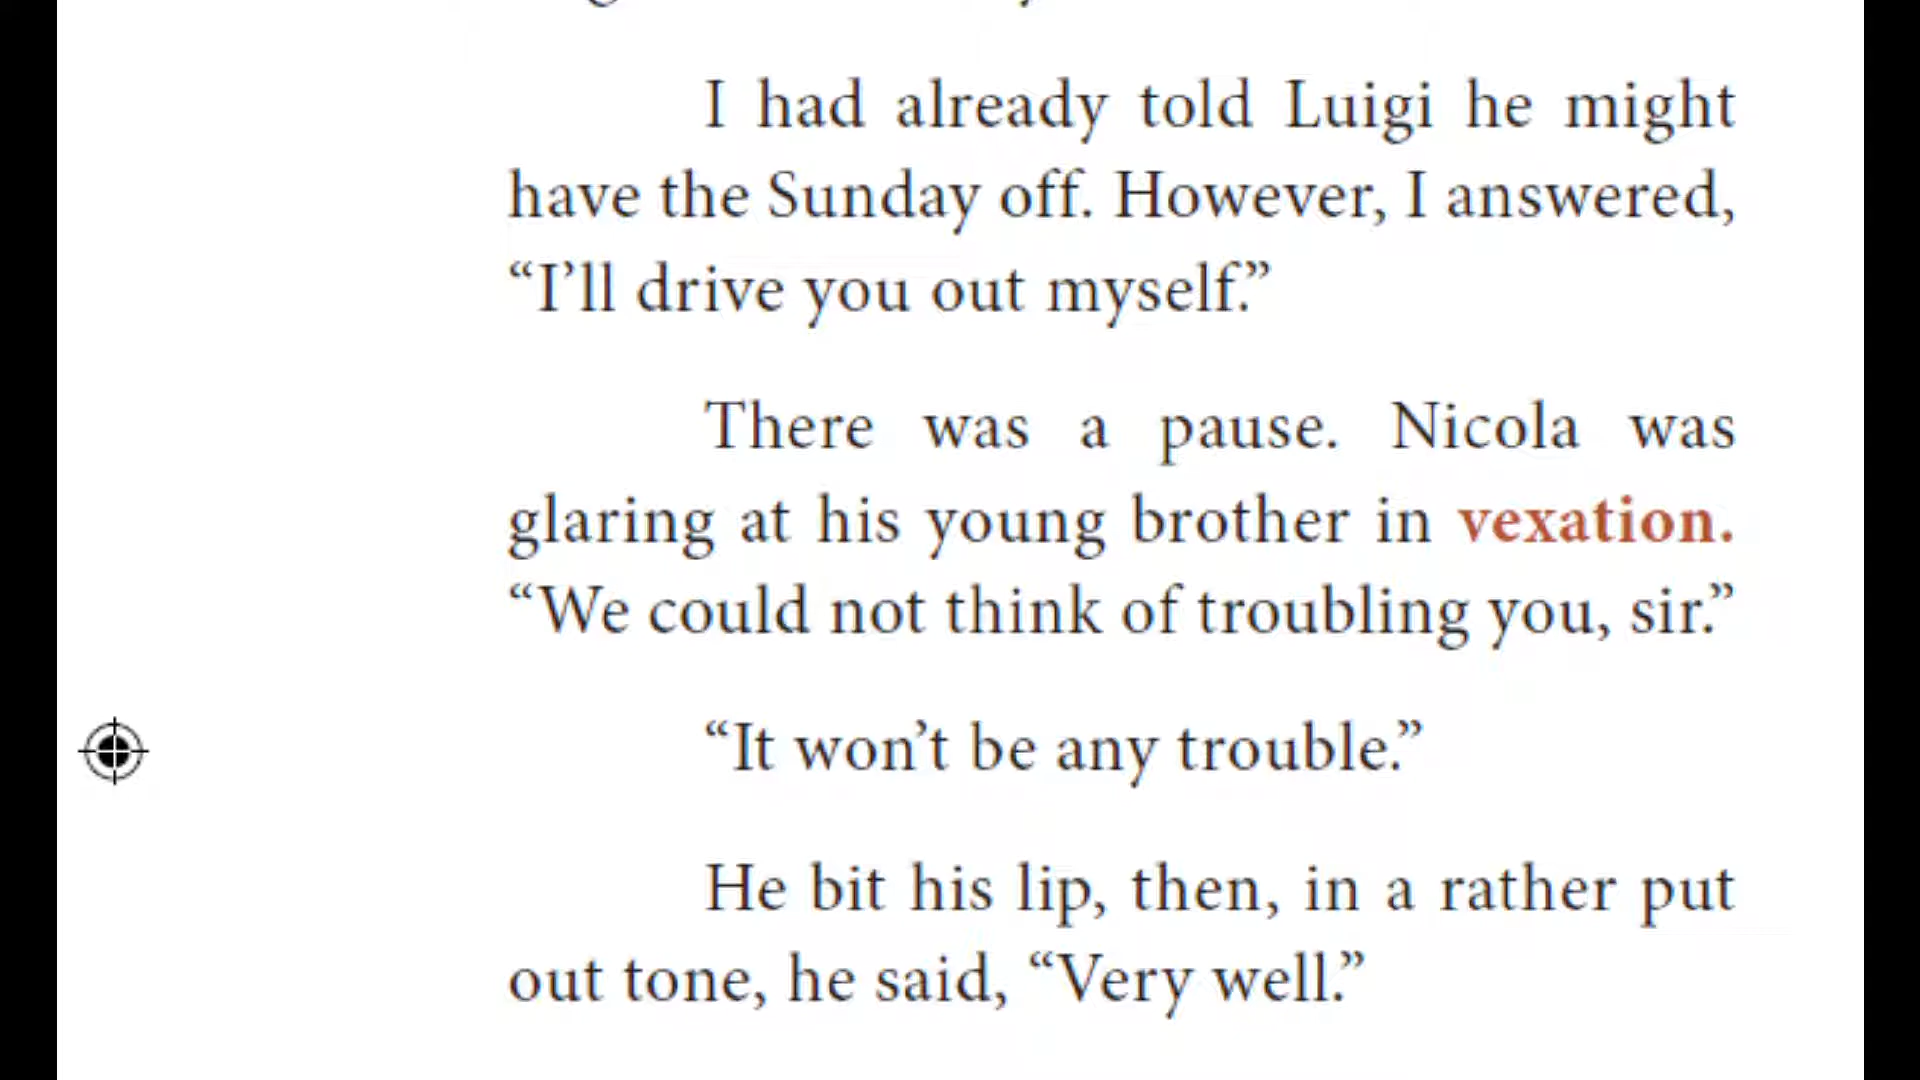 I had already told Luigi he might
have the Sunday off. However, I answered,
“I’ll drive you out myself.”
There was a pause. Nicola was
glaring at his young brother in vexation.
“We could not think of troubling you, sir.”
“It won’t be any trouble.”
He bit his lip, then, in a rather put
out tone, he said, “Very well.”